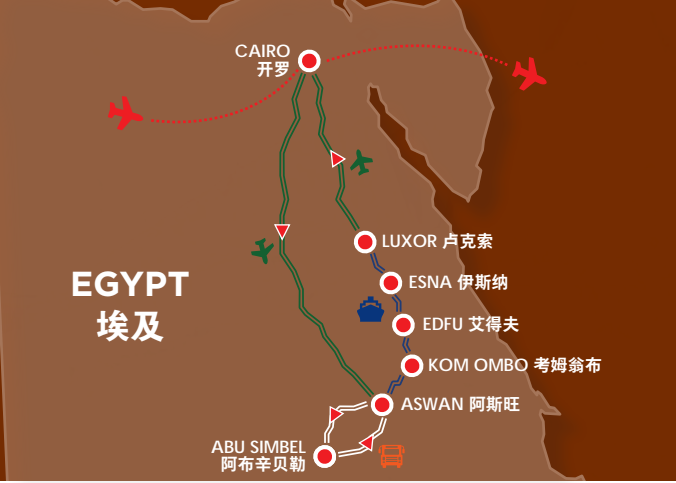 CAIRO
开罗
LUXOR 卢克索
ESNA 伊斯纳
EGYPT
埃及
EDFU 艾得夫
KOM OMBO 考姆翁布
ASWAN 阿斯旺
ABU SIMBEL
阿布辛贝勒